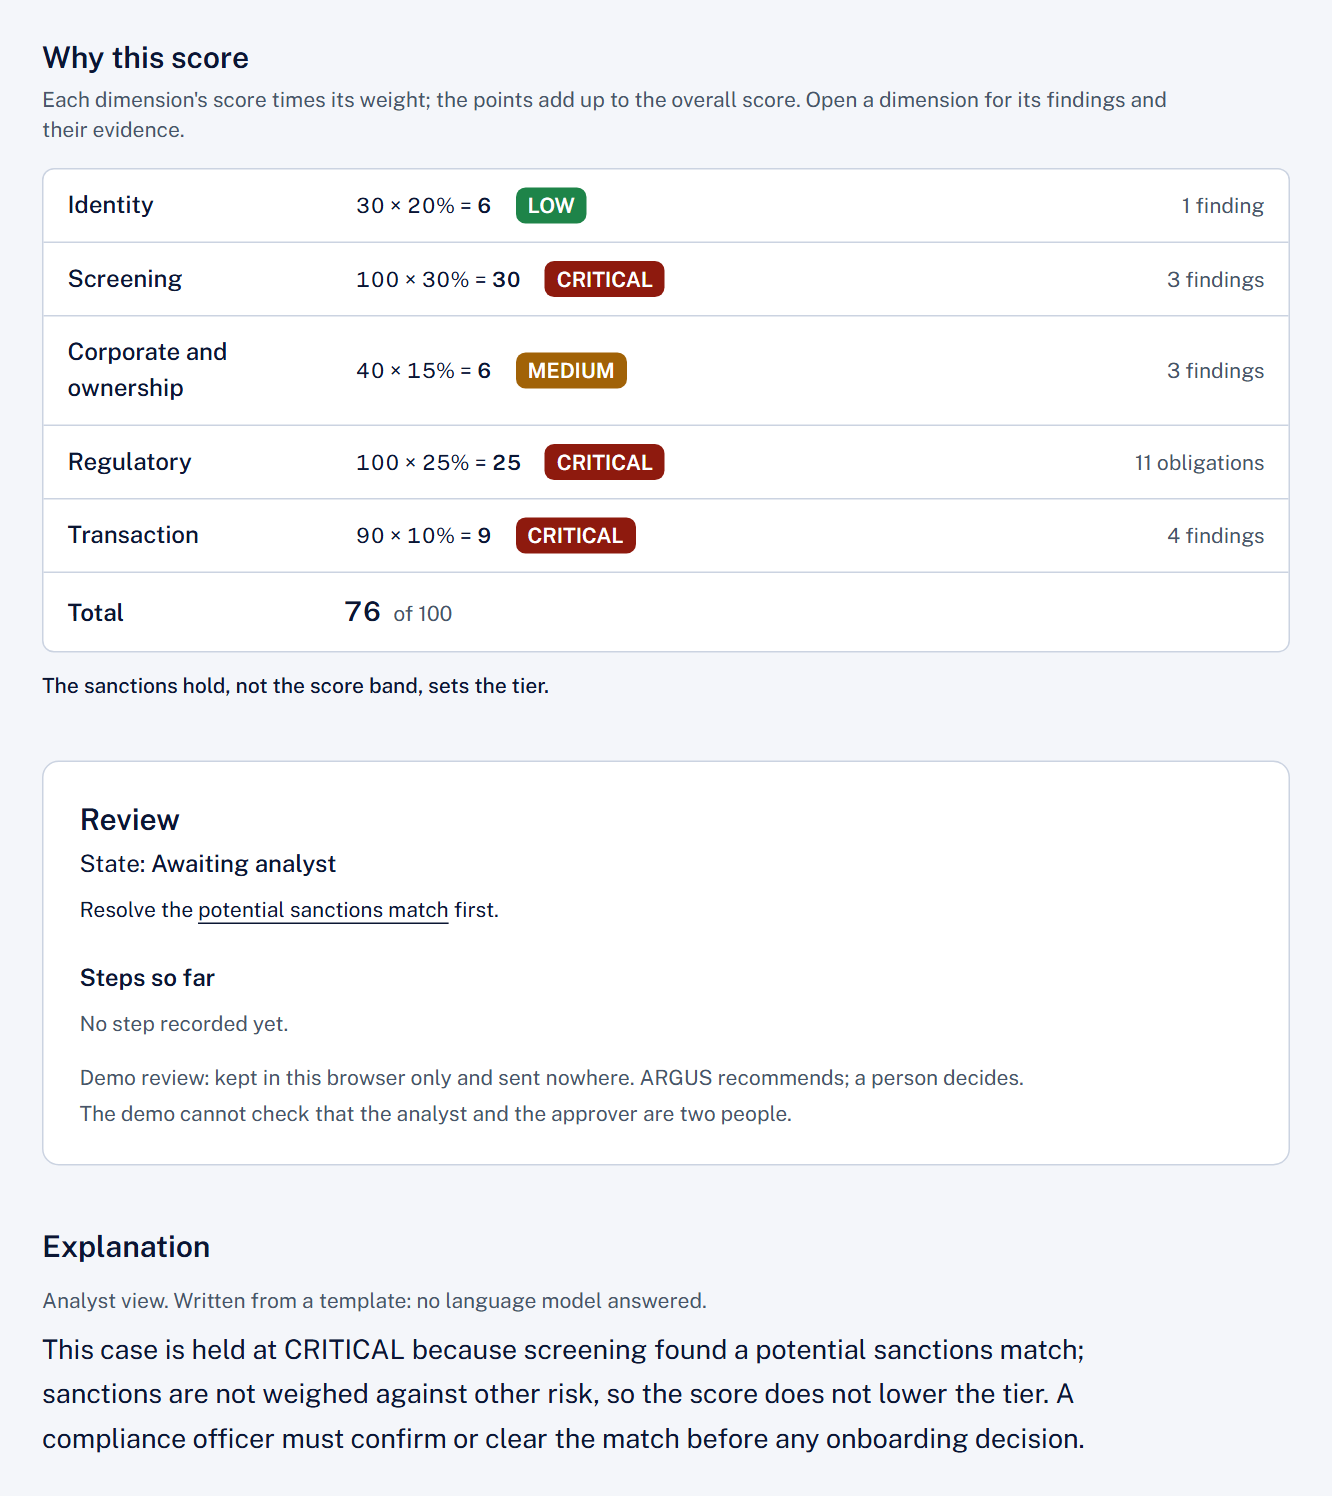 Why this score
Each dimension's score times its weight; the points add up to the overall score. Open a dimension for its findings and
their evidence.
Identity 30 × 20% = 6 LOW 1 finding
Screening 100 × 30% = 30 CRITICAL 3 findings
Corporate and
ownership 40 × 15% = 6 MEDIUM 3 findings
Regulatory 100 × 25% = 25 CRITICAL 11 obligations
Transaction 90 × 10% = 9 CRITICAL 4 findings
Total 76 of 100
The sanctions hold, not the score band, sets the tier.
Review
State: Awaiting analyst
Resolve the potential sanctions match first.
Steps so far
No step recorded yet.
Demo review: kept in this browser only and sent nowhere. ARGUS recommends; a person decides.
The demo cannot check that the analyst and the approver are two people.
Explanation
Analyst view. Written from a template: no language model answered.
This case is held at CRITICAL because screening found a potential sanctions match;
sanctions are not weighed against other risk, so the score does not lower the tier. A
compliance officer must confirm or clear the match before any onboarding decision.